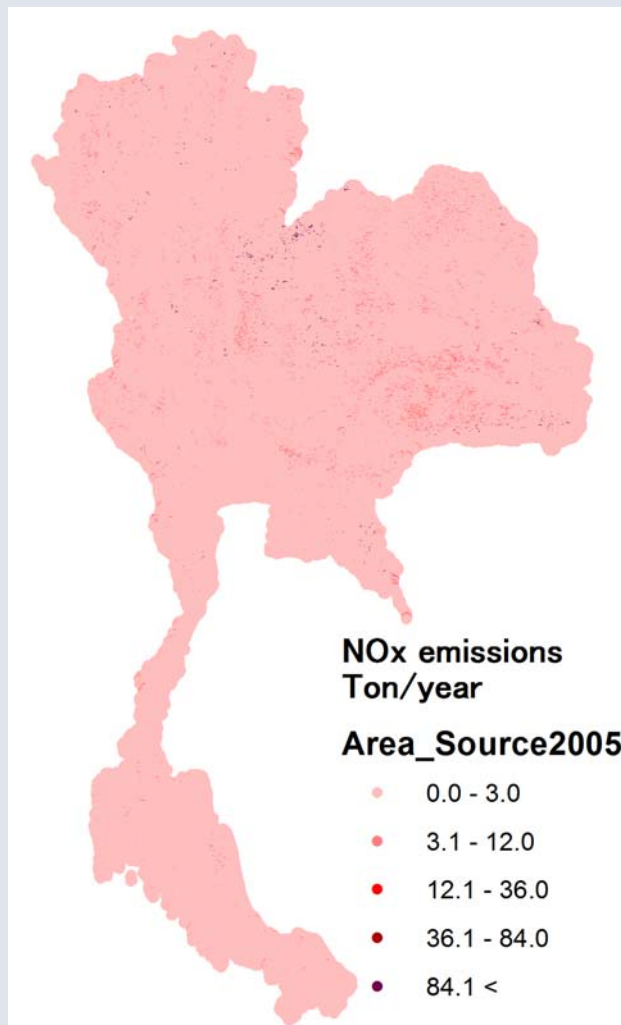 NOx emissions
Ton/year
Area_Source2005
0.0 - 3.0
3.1 - 12.0
12.1 - 36.0
36.1 - 84.0
84.1 <